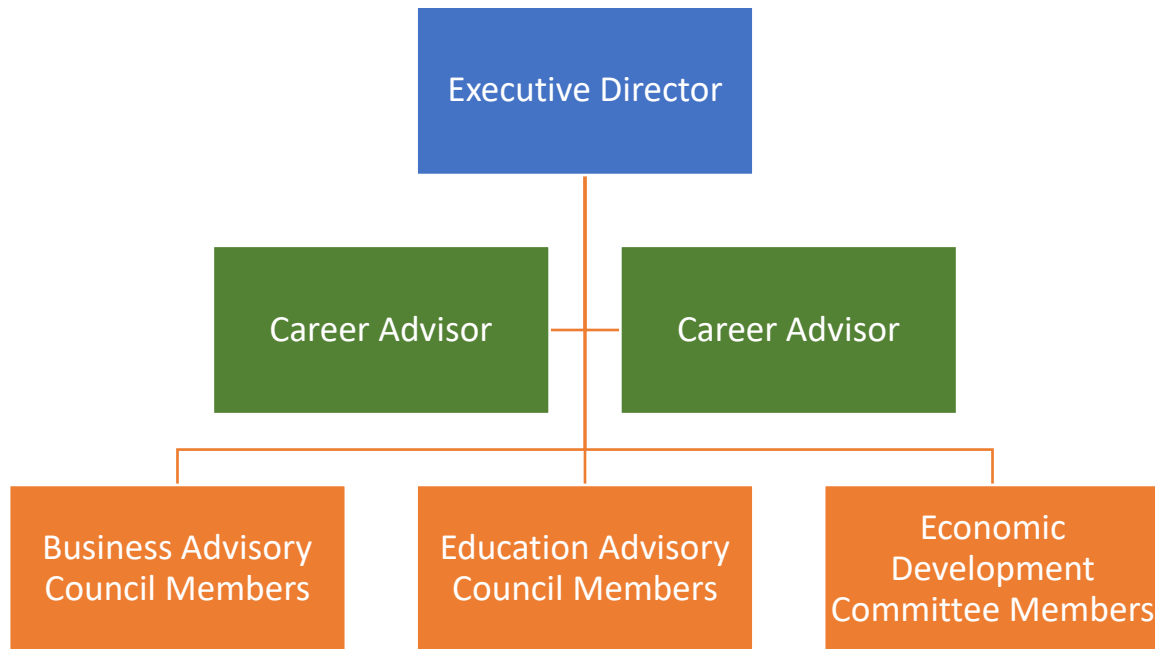 Executive Director
Career Advisor
Career Advisor
Business Advisory
Council Members
Education Advisory
Council Members
Economic
Development
Committee Members